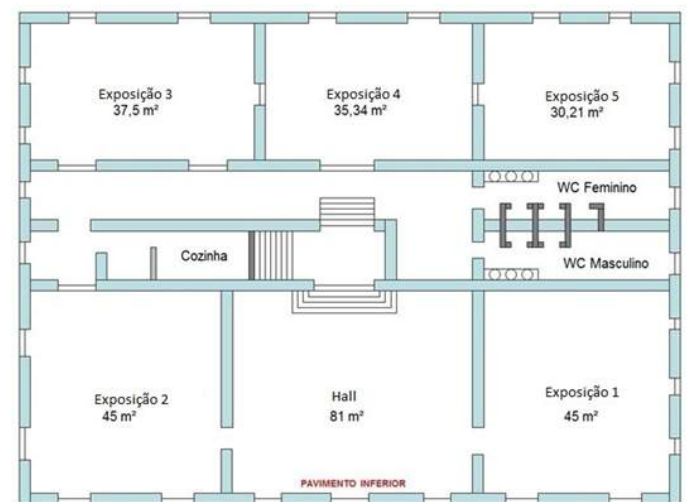 Exposição 3
37,5 m²
Exposição 4
35,34 m²
Exposição 5
30,21 m²
WC Feminino
Cozinha
WC Masculino
Exposição 2
45 m²
Hall
81 m²
Exposição 1
45 m²
PAVIMENTO INFERIOR